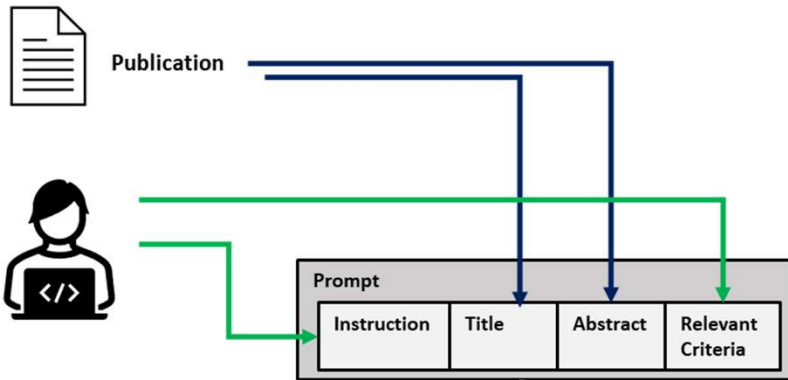 Publication
</>
Prompt
Instruction Title Abstract Relevant
Criteria